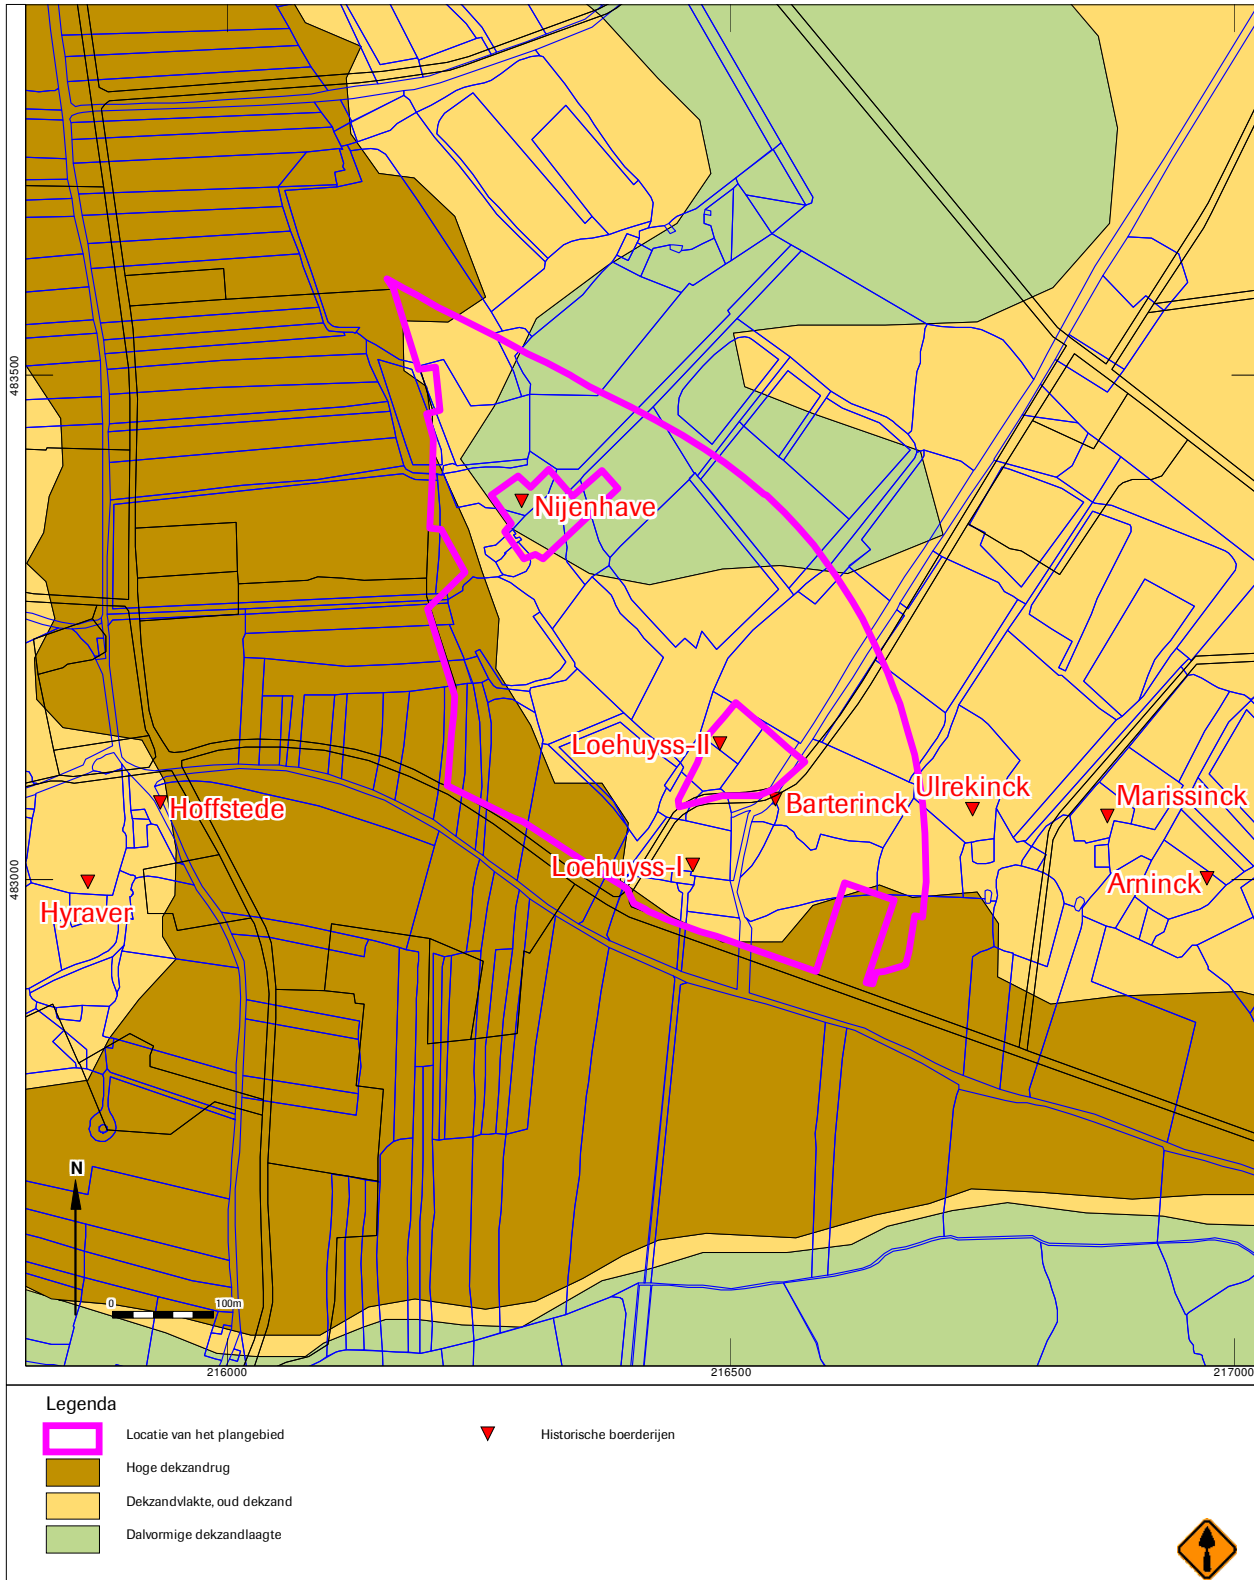 483500
Nijenhave
Loehuyss-II
Ulrekinck
Marissinck
Hoffstede
Barterinck
483000
Loehuyss-I
Arninck
Hyraver
N
0 100m
216000 216500 217000
Legenda
Locatie van het plangebied
Historische boerderijen
Hoge dekzandrug
Dekzandvlakte, oud dekzand
Dalvormige dekzandlaagte